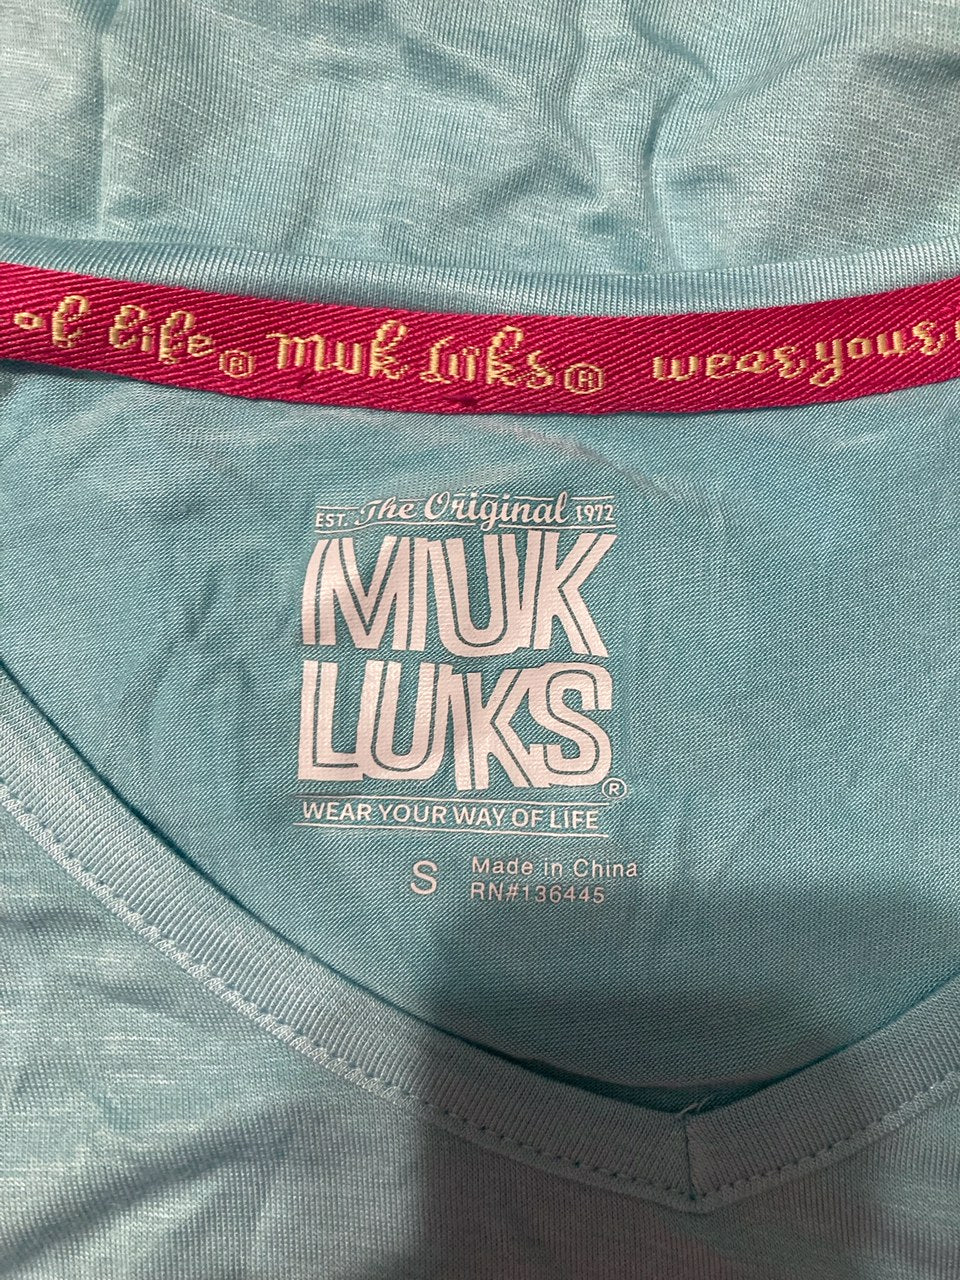 of life® Muk Luks® wear your
EST. The Original 1972
MUK
LUKS®
WEAR YOUR WAY OF LIFE
S Made in China
RN#136445